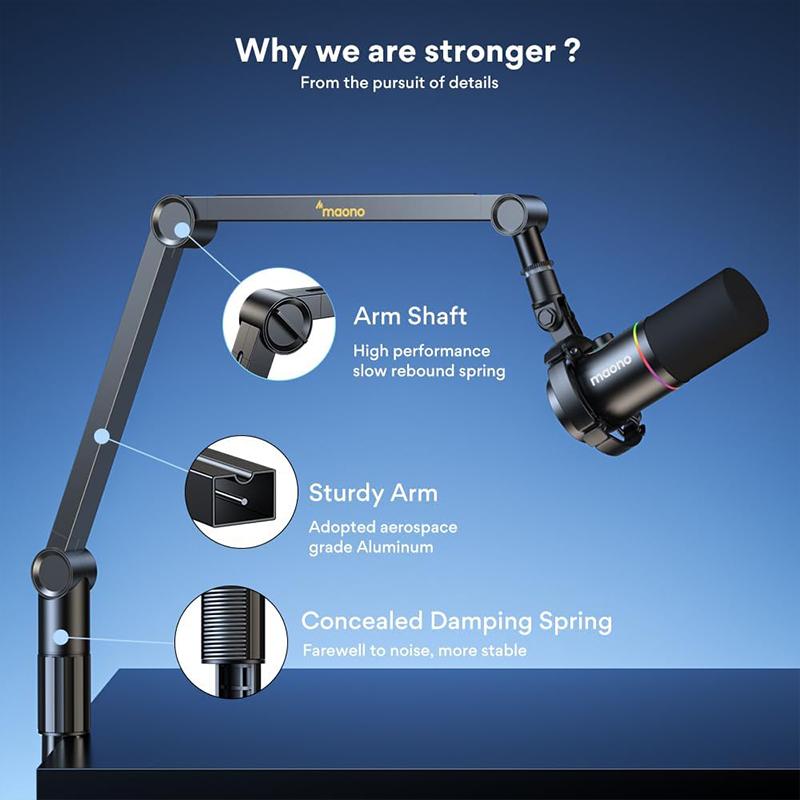 Why we are stronger ?
From the pursuit of details
maono
Arm Shaft
High performance
slow rebound spring
maono
Sturdy Arm
Adopted aerospace
grade Aluminum
Concealed Damping Spring
Farewell to noise, more stable